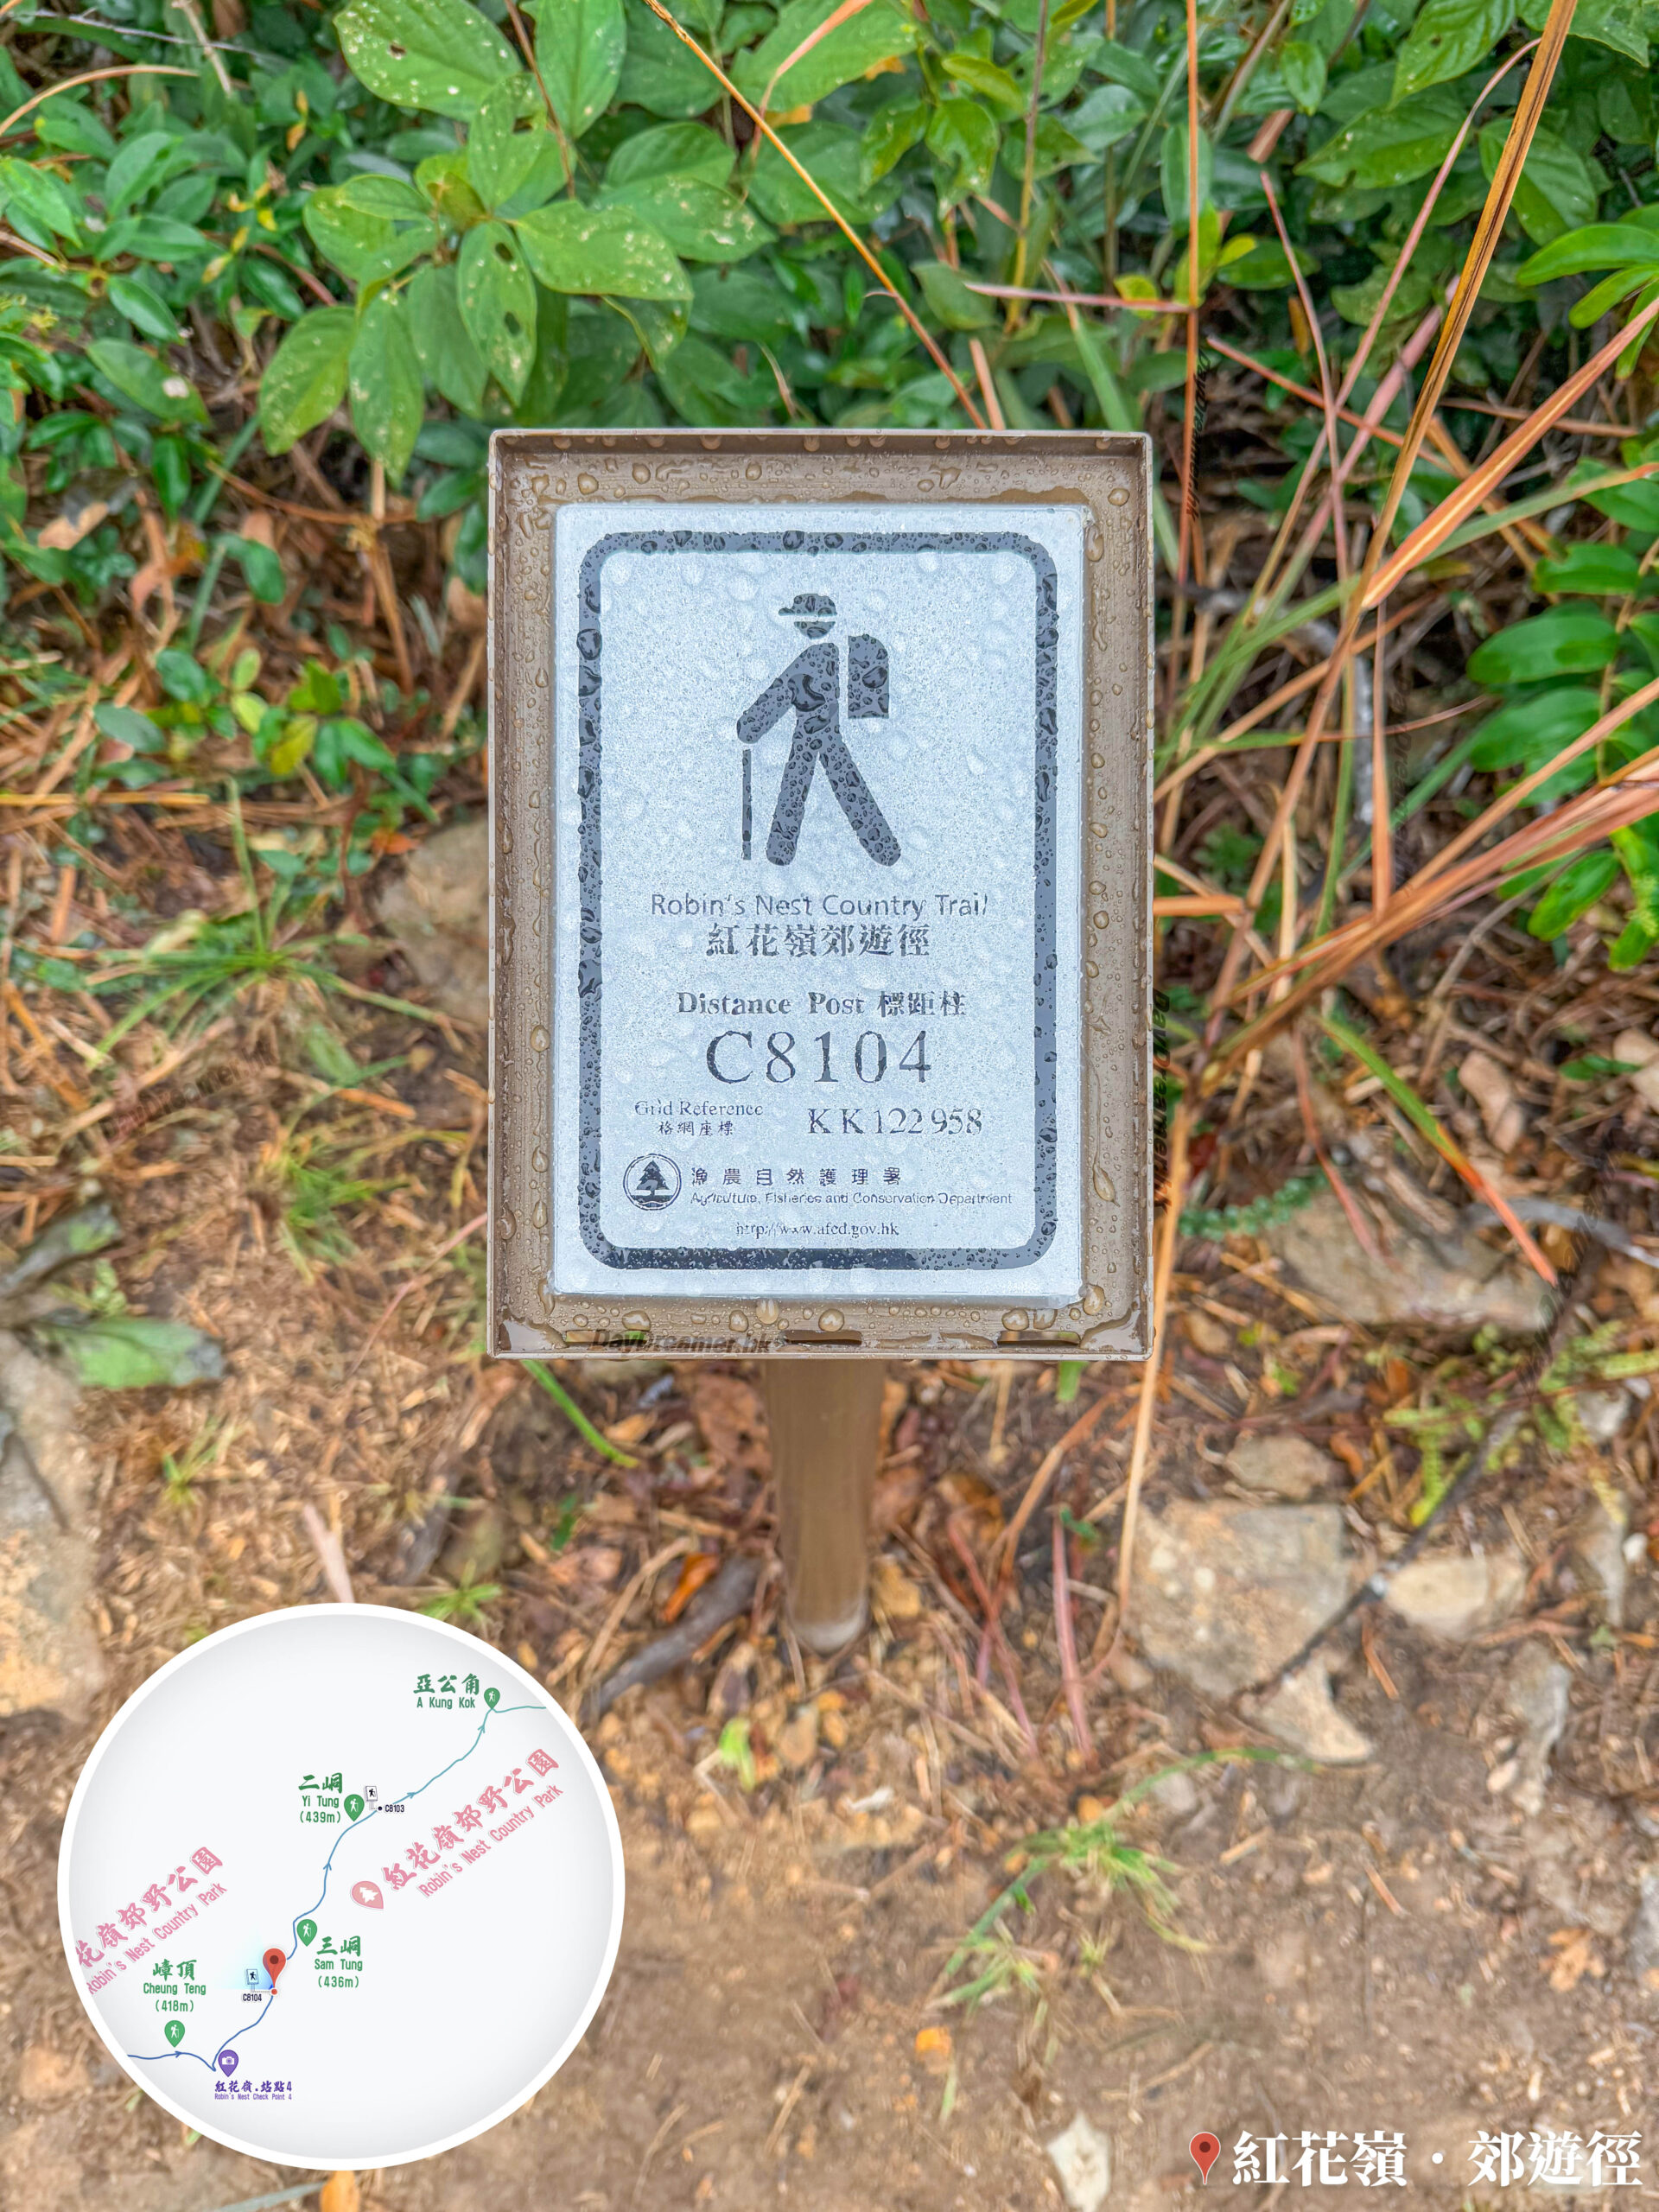 Robin's Nest Country Trail
紅花嶺郊遊徑
Distance Post 標距柱
C8104
Grid Reference
格網座標
KK 122 958
漁農自然護理署
Agriculture, Fisheries and Conservation Department
http://www.afcd.gov.hk
DayDreamer.hk
亞公角
A Kung Kok
二峒
Yi Tung
(439m)
C8103
紅花嶺郊野公園
Robin's Nest Country Park
花嶺郊野公園
Robin's Nest Country Park
三峒
Sam Tung
(436m)
嶂頂
Cheung Teng
(418m)
C8104
紅花嶺．站點4
Robin's Nest Check Point 4
紅花嶺．郊遊徑